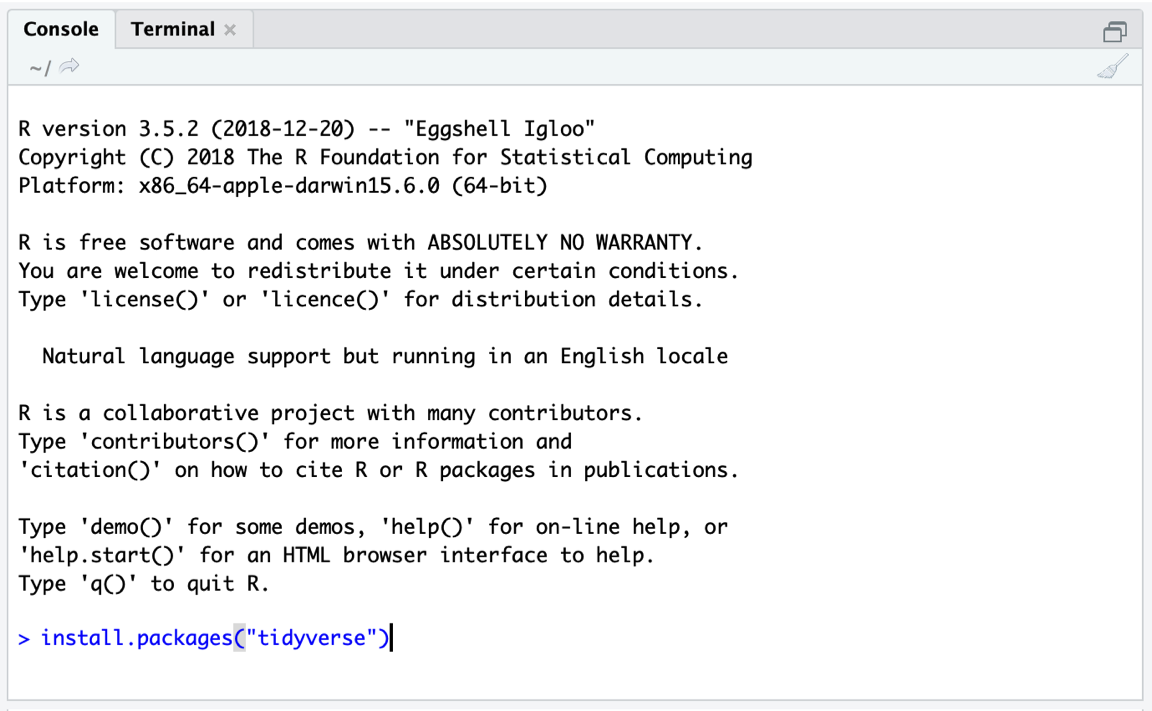 Console Terminal ×
~/
R version 3.5.2 (2018-12-20) -- "Eggshell Igloo"
Copyright (C) 2018 The R Foundation for Statistical Computing
Platform: x86_64-apple-darwin15.6.0 (64-bit)
R is free software and comes with ABSOLUTELY NO WARRANTY.
You are welcome to redistribute it under certain conditions.
Type 'license()' or 'licence()' for distribution details.
Natural language support but running in an English locale
R is a collaborative project with many contributors.
Type 'contributors()' for more information and
'citation()' on how to cite R or R packages in publications.
Type 'demo()' for some demos, 'help()' for on-line help, or
'help.start()' for an HTML browser interface to help.
Type 'q()' to quit R.
> install.packages("tidyverse")